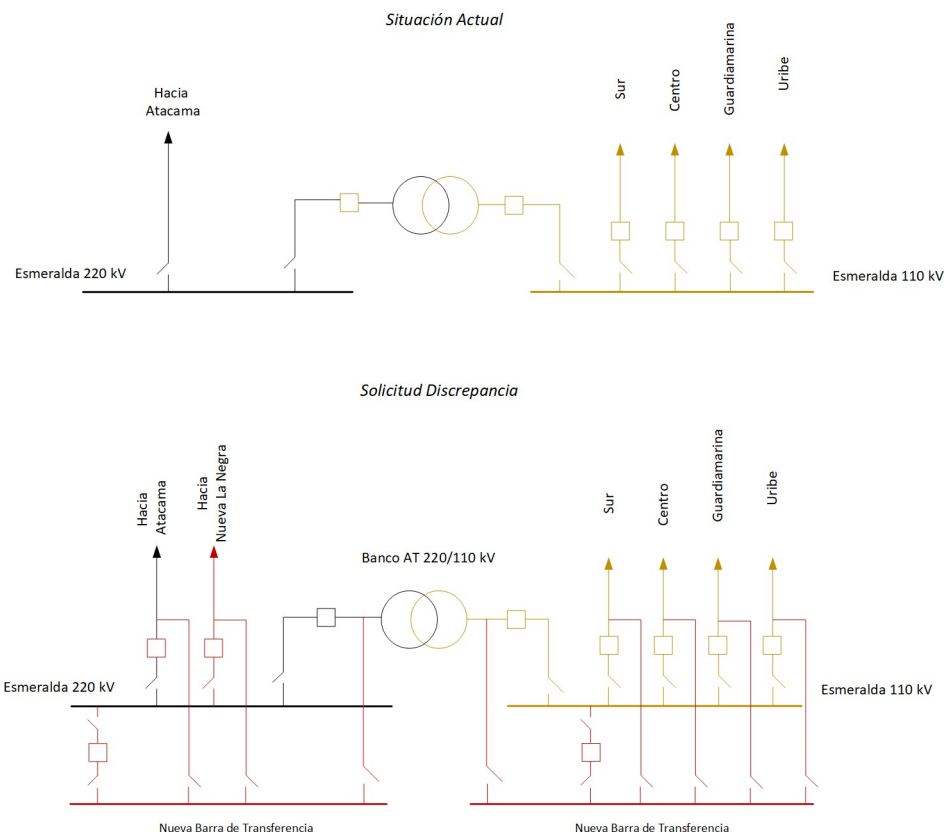 Situación Actual
Hacia
Atacama
Sur
Centro
Guardiamarina
Uribe
Esmeralda 220 kV
Esmeralda 110 kV
Solicitud Discrepancia
Hacia
Atacama
Hacia
Nueva La Negra
Banco AT 220/110 kV
Sur
Centro
Guardiamarina
Uribe
Esmeralda 220 kV
Esmeralda 110 kV
Nueva Barra de Transferencia
Nueva Barra de Transferencia